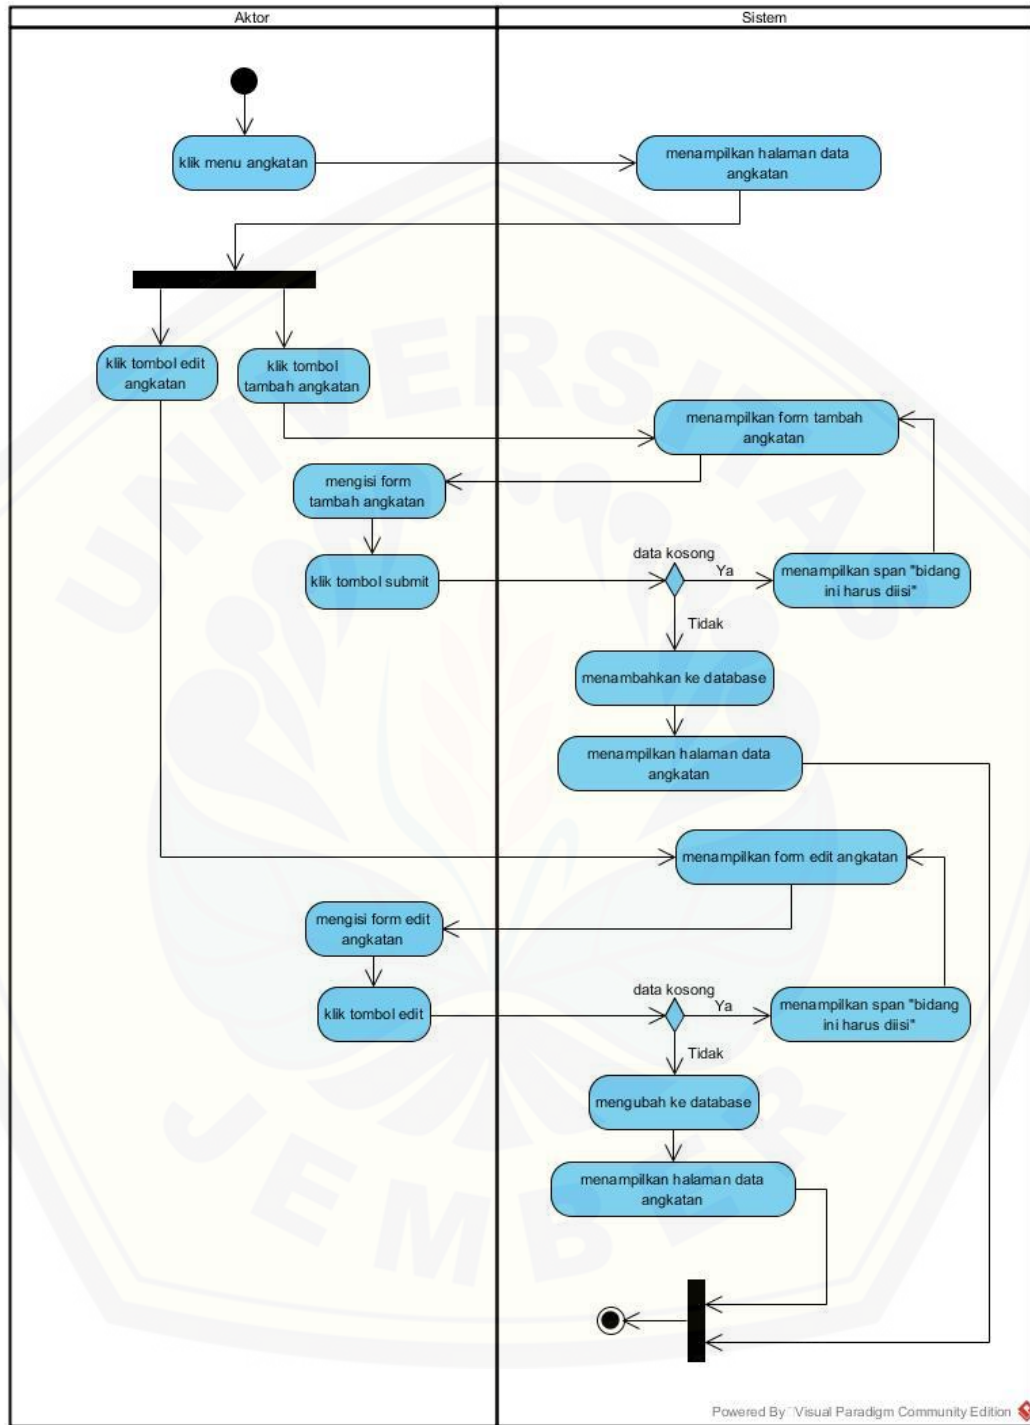 Aktor
Sistem
klik menu angkatan
menampilkan halaman data
angkatan
klik tombol edit
angkatan
klik tombol
tambah angkatan
menampilkan form tambah
angkatan
mengisi form
tambah angkatan
klik tombol submit
data kosong
Ya
menampilkan span "bidang
ini harus diisi"
Tidak
menambahkan ke database
menampilkan halaman data
angkatan
menampilkan form edit angkatan
mengisi form edit
angkatan
klik tombol edit
data kosong
Ya
menampilkan span "bidang
ini harus diisi"
Tidak
mengubah ke database
menampilkan halaman data
angkatan
UNIVERSITAS
JEMBER
Powered By Visual Paradigm Community Edition